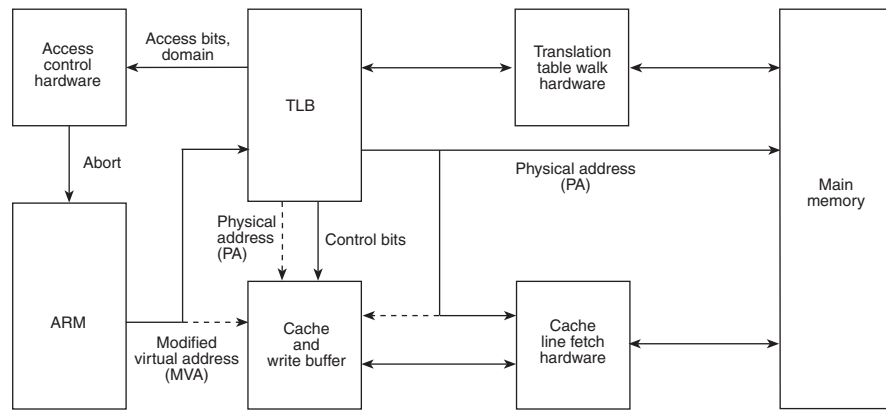 Access
control
hardware
Access bits,
domain
TLB
Translation
table walk
hardware
Main
memory
Abort
Physical address
(PA)
Physical
address
(PA)
Control bits
ARM
Modified
virtual address
(MVA)
Cache
and
write buffer
Cache
line fetch
hardware